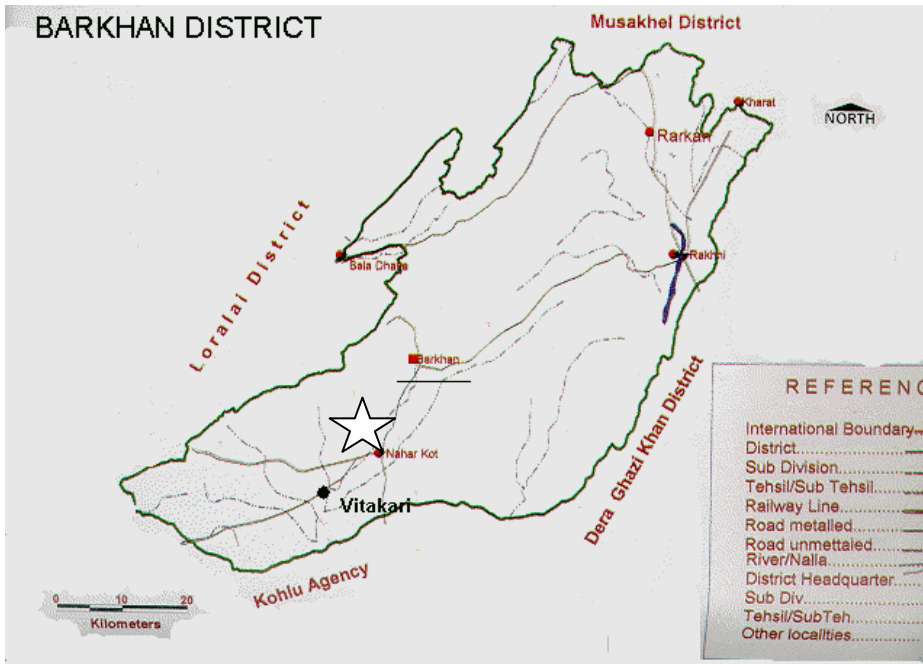 BARKHAN DISTRICT
Musakhel District
Kharat
NORTH
Rarkan
Loralai District
Bala Dhaka
Rakhni
Barkhan
Dera Ghazi Khan District
Nahar Kot
Vitakari
Kohlu Agency
0 10 20
Kilometers
REFERENC
International Boundary
District
Sub Division
Tehsil/Sub Tehsil
Railway Line
Road metalled
Road unmettaled
River/Nalla
District Headquarter
Sub Div
Tehsil/SubTeh
Other localities